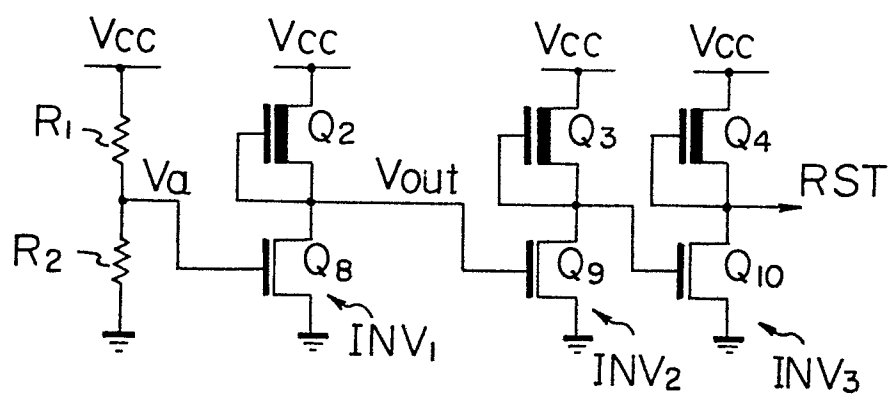 Vcc Vcc Vcc Vcc
R1 Q2 Q3 Q4
Va Vout RST
R2 Q8 Q9 Q10
INV1 INV2 INV3